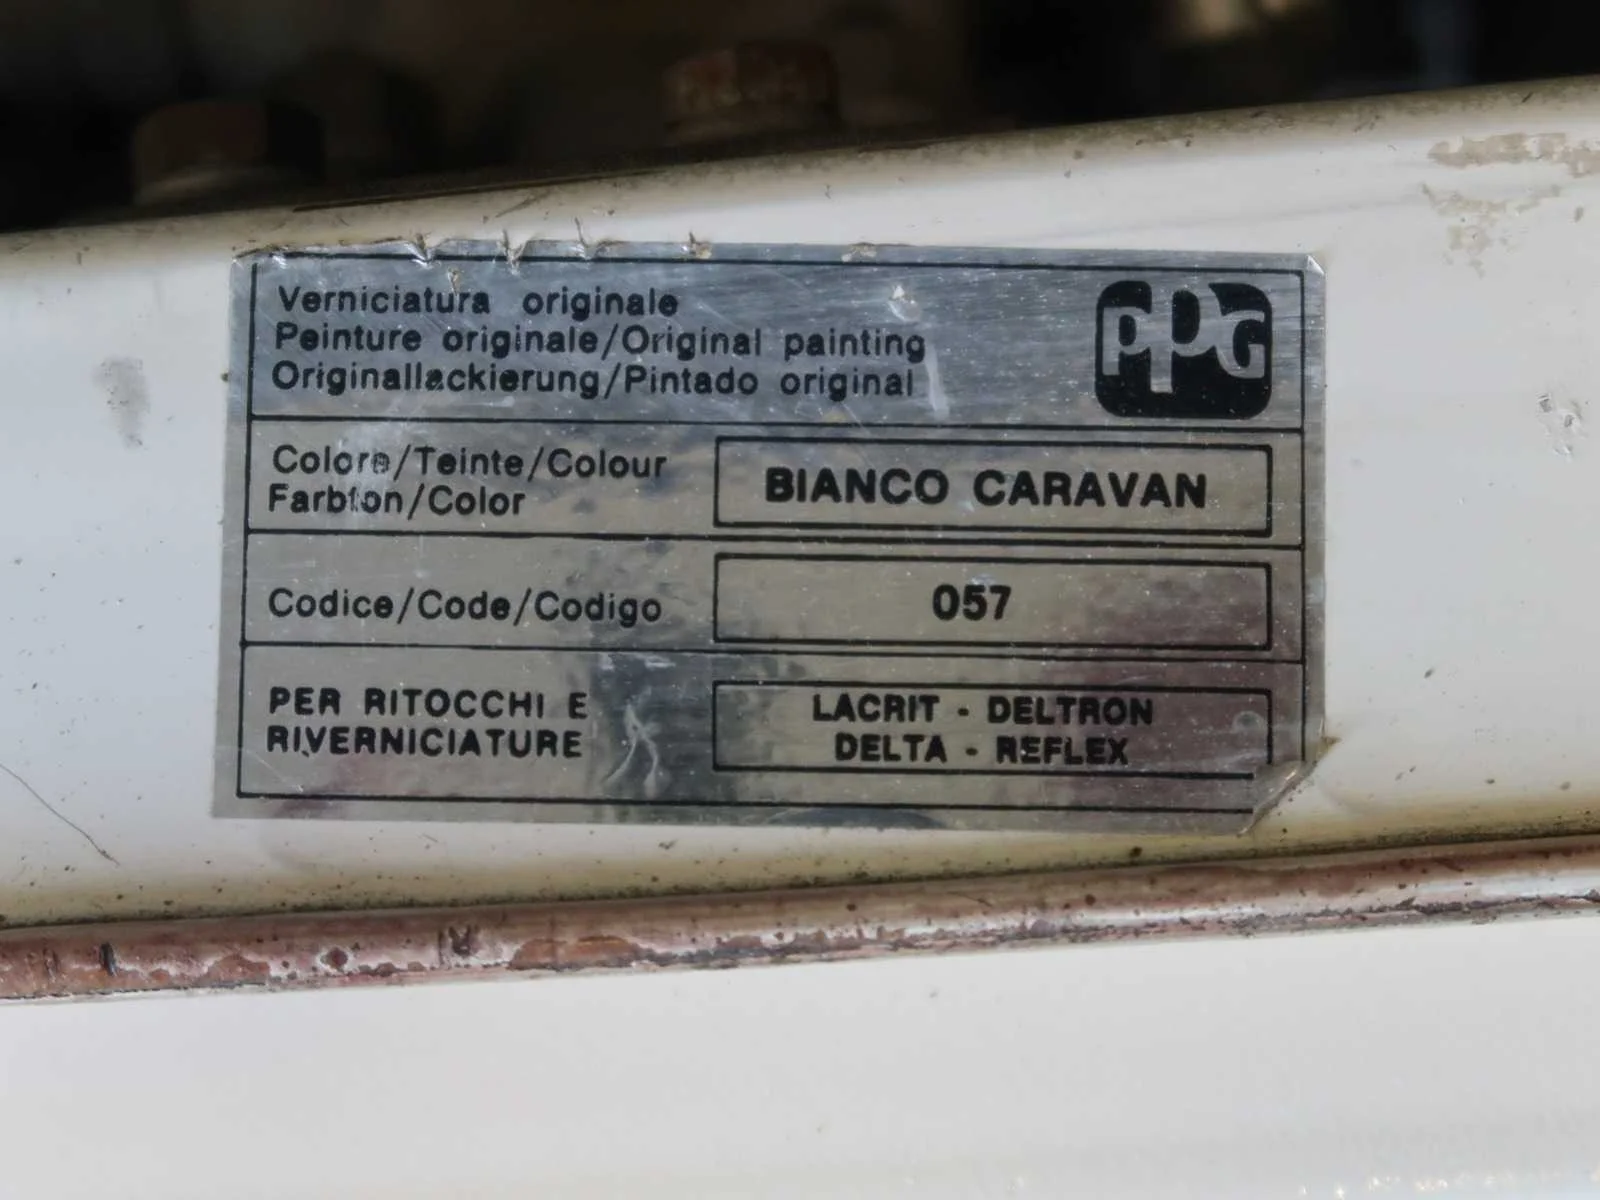 Verniciatura originale
Peinture originale/Original painting
Originallackierung/Pintado original
PPG
Colore/Teinte/Colour
Farbton/Color
BIANCO CARAVAN
Codice/Code/Codigo
057
PER RITOCCHI E
RIVERNICIATURE
LACRIT - DELTRON
DELTA - REFLEX